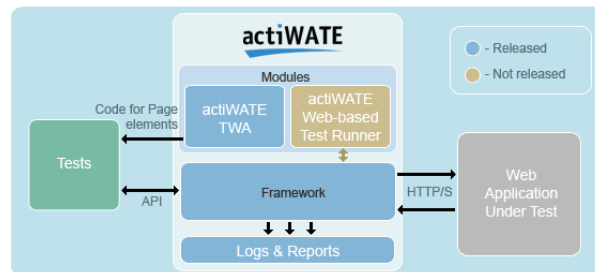 actiWATE
- Released
- Not released
Modules
actiWATE
TWA
actiWATE
Web-based
Test Runner
Code for Page
elements
Tests
API
Framework
HTTP/S
Web
Application
Under Test
Logs & Reports